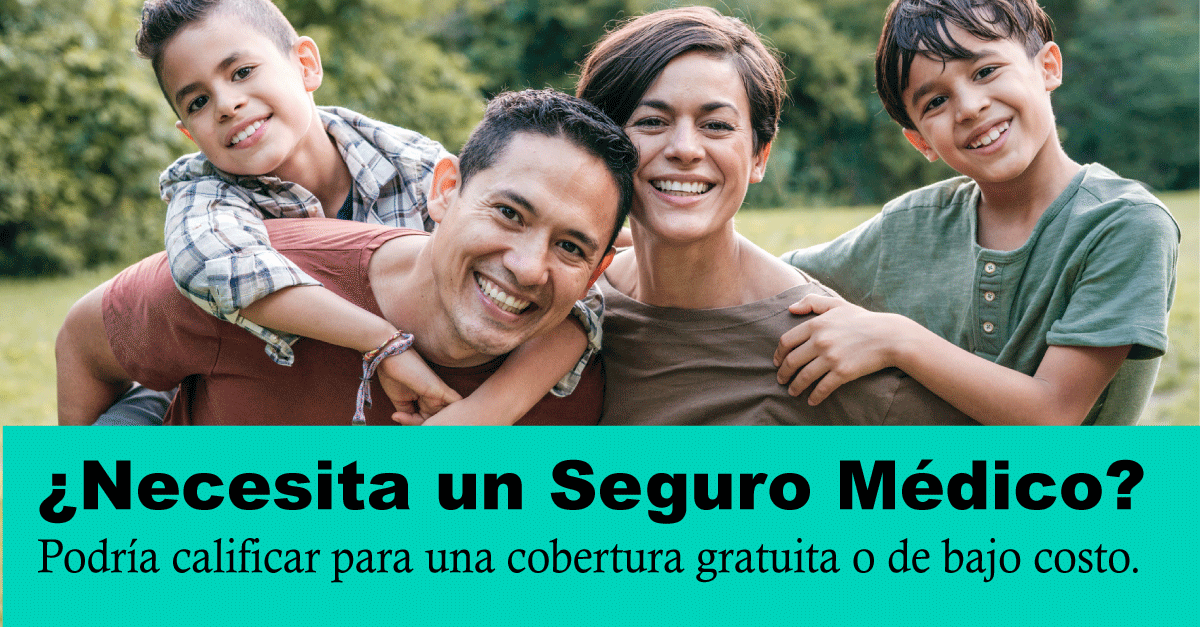 ¿Necesita un Seguro Médico?
Podría calificar para una cobertura gratuita o de bajo costo.